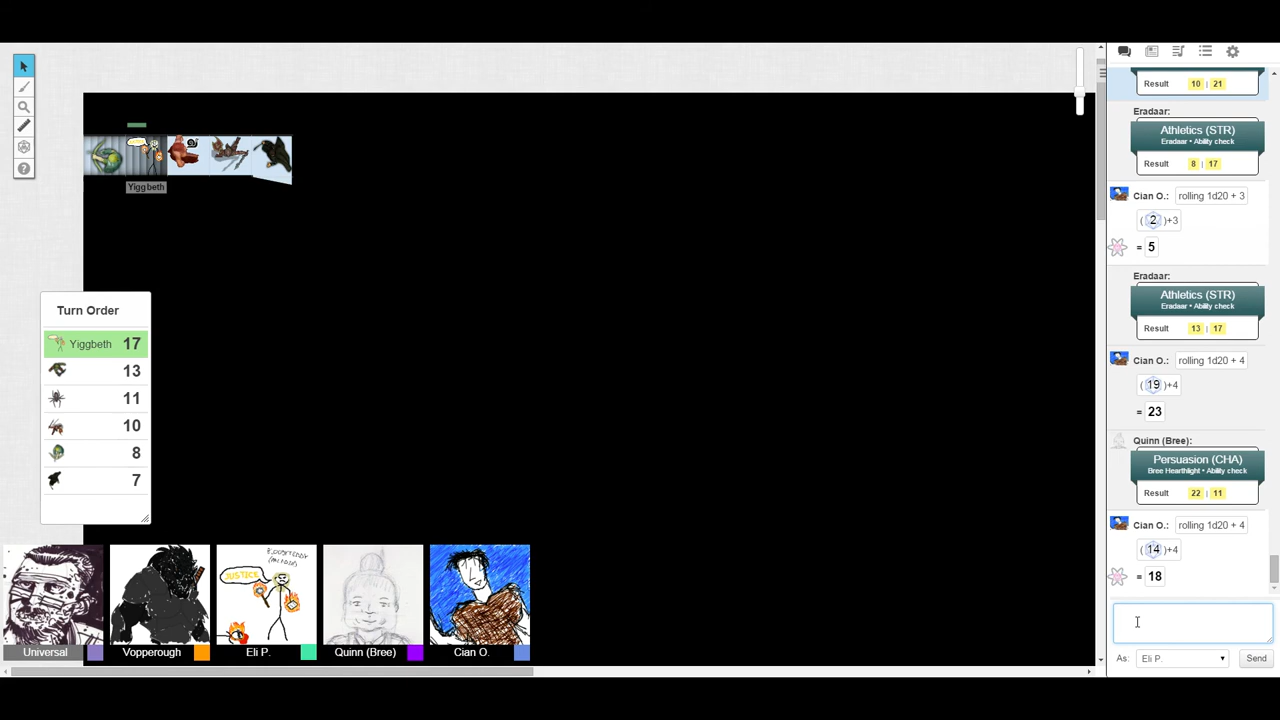 Yiggbeth
Turn Order
Yiggbeth 17
13
11
10
8
7
JUSTICE
Universal
Vopperough
Eli P.
Quinn (Bree)
Cian O.
Result 10 | 21
Eradaar:
Athletics (STR)
Eradaar • Ability check
Result 8 | 17
Cian O.: rolling 1d20 + 3
(2)+3
= 5
Eradaar:
Athletics (STR)
Eradaar • Ability check
Result 13 | 17
Cian O.: rolling 1d20 + 4
(19)+4
= 23
Quinn (Bree):
Persuasion (CHA)
Bree Hearthlight • Ability check
Result 22 | 11
Cian O.: rolling 1d20 + 4
(14)+4
= 18
As: Eli P. Send